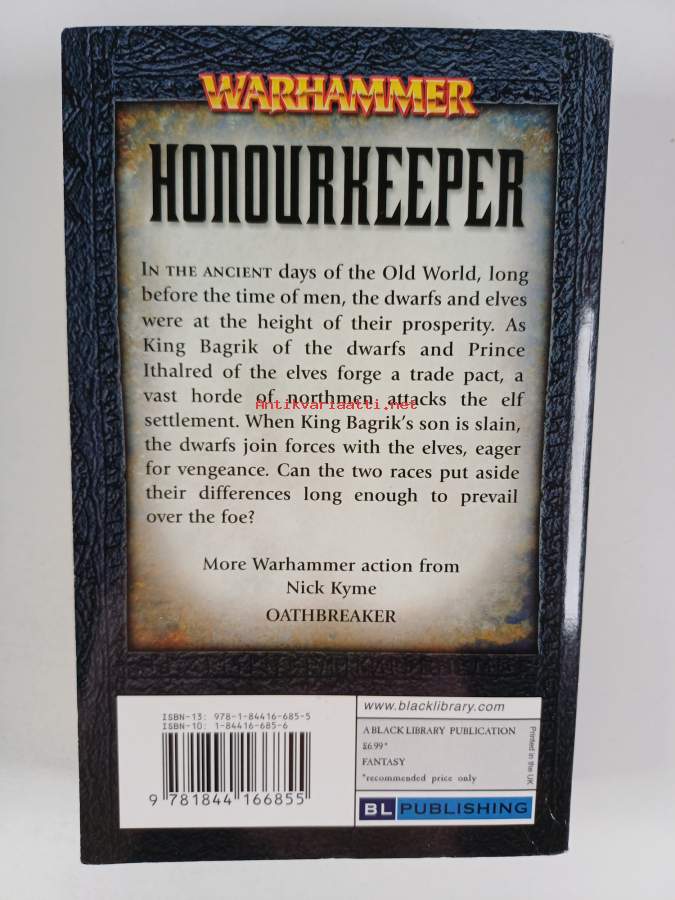 WARHAMMER
HONOURKEEPER
IN THE ANCIENT days of the Old World, long
before the time of men, the dwarfs and elves
were at the height of their prosperity. As
King Bagrik of the dwarfs and Prince
Ithalred of the elves forge a trade pact, a
vast horde of northmen attacks the elf
Antikvariaatti.net
settlement. When King Bagrik's son is slain,
the dwarfs join forces with the elves, eager
for vengeance. Can the two races put aside
their differences long enough to prevail
over the foe?
More Warhammer action from
Nick Kyme
OATHBREAKER
ISBN-13: 978-1-84416-685-5
ISBN-10: 1-84416-685-6
9 781844 166855
www.blacklibrary.com
A BLACK LIBRARY PUBLICATION
£6.99*
FANTASY
*recommended price only
Printed in the UK
BL PUBLISHING